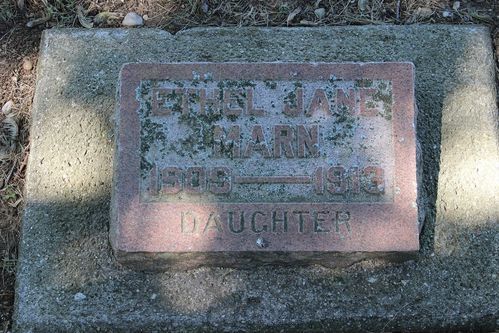 ETHEL JANE
MARN
1909—1913
DAUGHTER